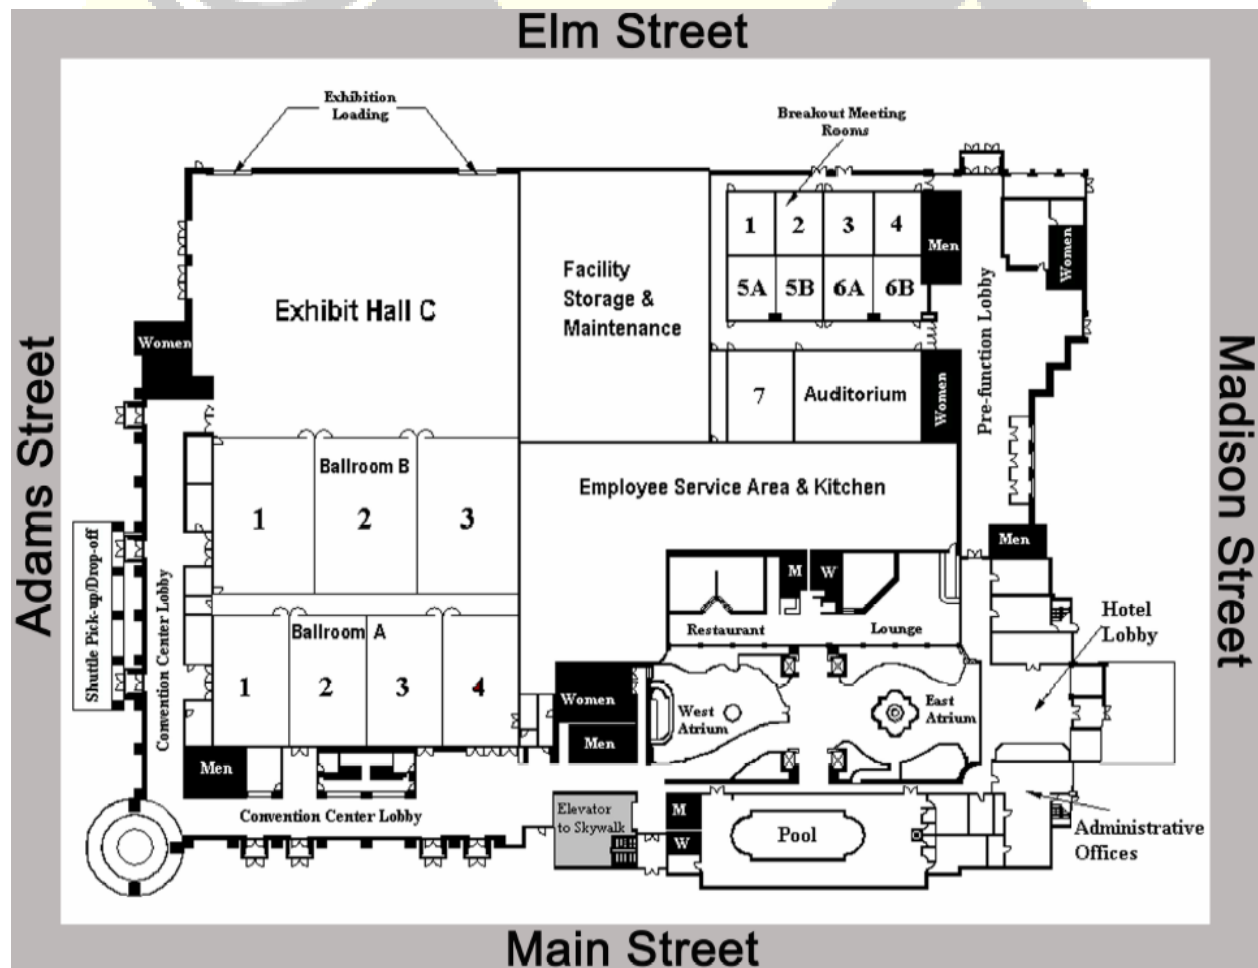 Elm Street
Exhibition
Loading
Breakout Meeting
Rooms
1
2
3
4
Men
Women
5A
5B
6A
6B
Facility
Storage &
Maintenance
Exhibit Hall C
Pre-function Lobby
Women
7
Auditorium
Women
Adams Street
Madison Street
Ballroom B
1
2
3
Employee Service Area & Kitchen
Men
Shuttle Pick-up/Drop-off
Convention Center Lobby
M
W
Restaurant
Lounge
Hotel
Lobby
Ballroom A
1
2
3
4
Women
Men
West
Atrium
East
Atrium
Men
Convention Center Lobby
Elevator
to Skywalk
M
W
Pool
Administrative
Offices
Main Street